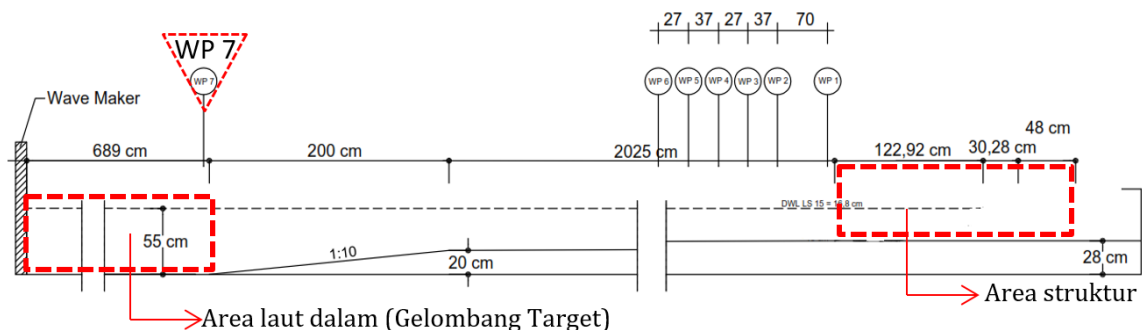 27 37 27 37 70
WP 7
WP 7
WP 6
WP 5
WP 4
WP 3
WP 2
WP 1
Wave Maker
48 cm
689 cm
200 cm
2025 cm
122,92 cm
30,28 cm
DWL LS 15 = 16,8 cm
55 cm
1:10
20 cm
28 cm
Area laut dalam (Gelombang Target)
Area struktur